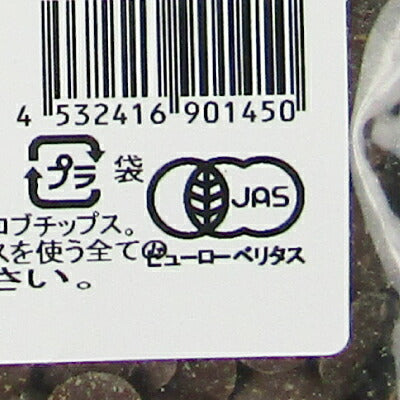 4 532416 901450
プラ 袋 JAS
ロブチップス。
スを使う全ての
ビューローベリタス
さい。